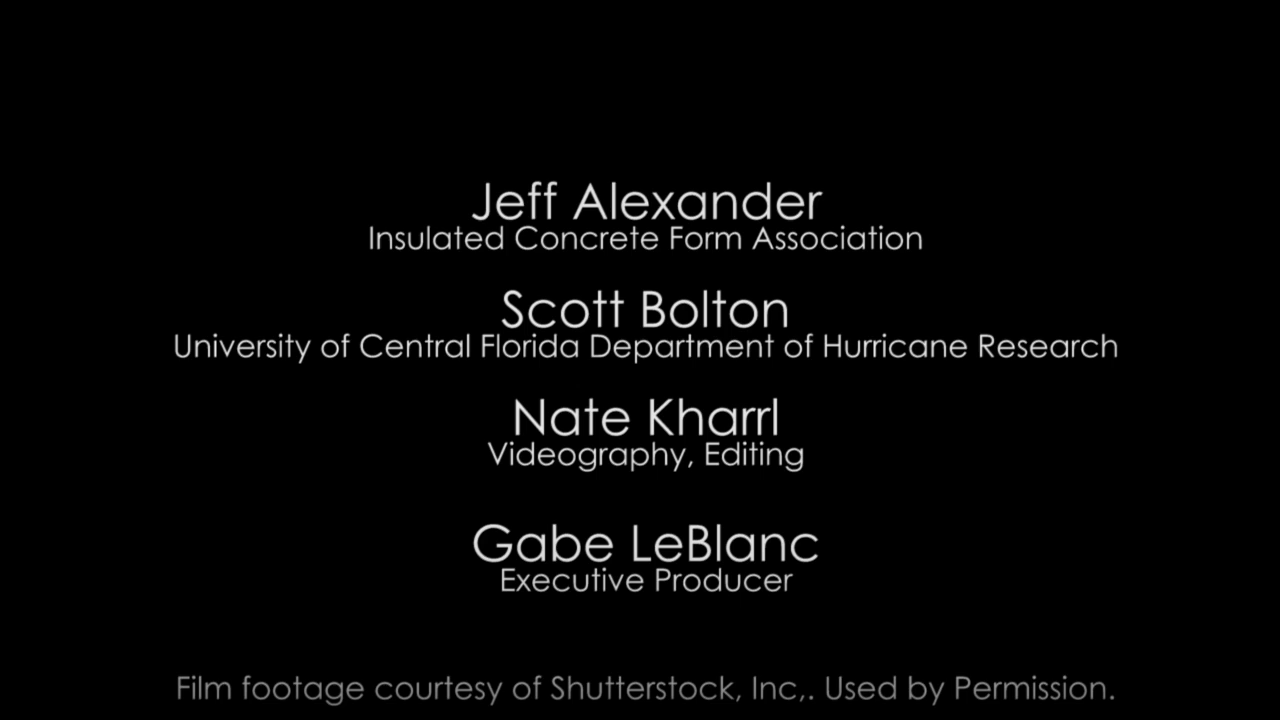 Jeff Alexander
Insulated Concrete Form Association
Scott Bolton
University of Central Florida Department of Hurricane Research
Nate Kharrl
Videography, Editing
Gabe LeBlanc
Executive Producer
Film footage courtesy of Shutterstock, Inc,. Used by Permission.